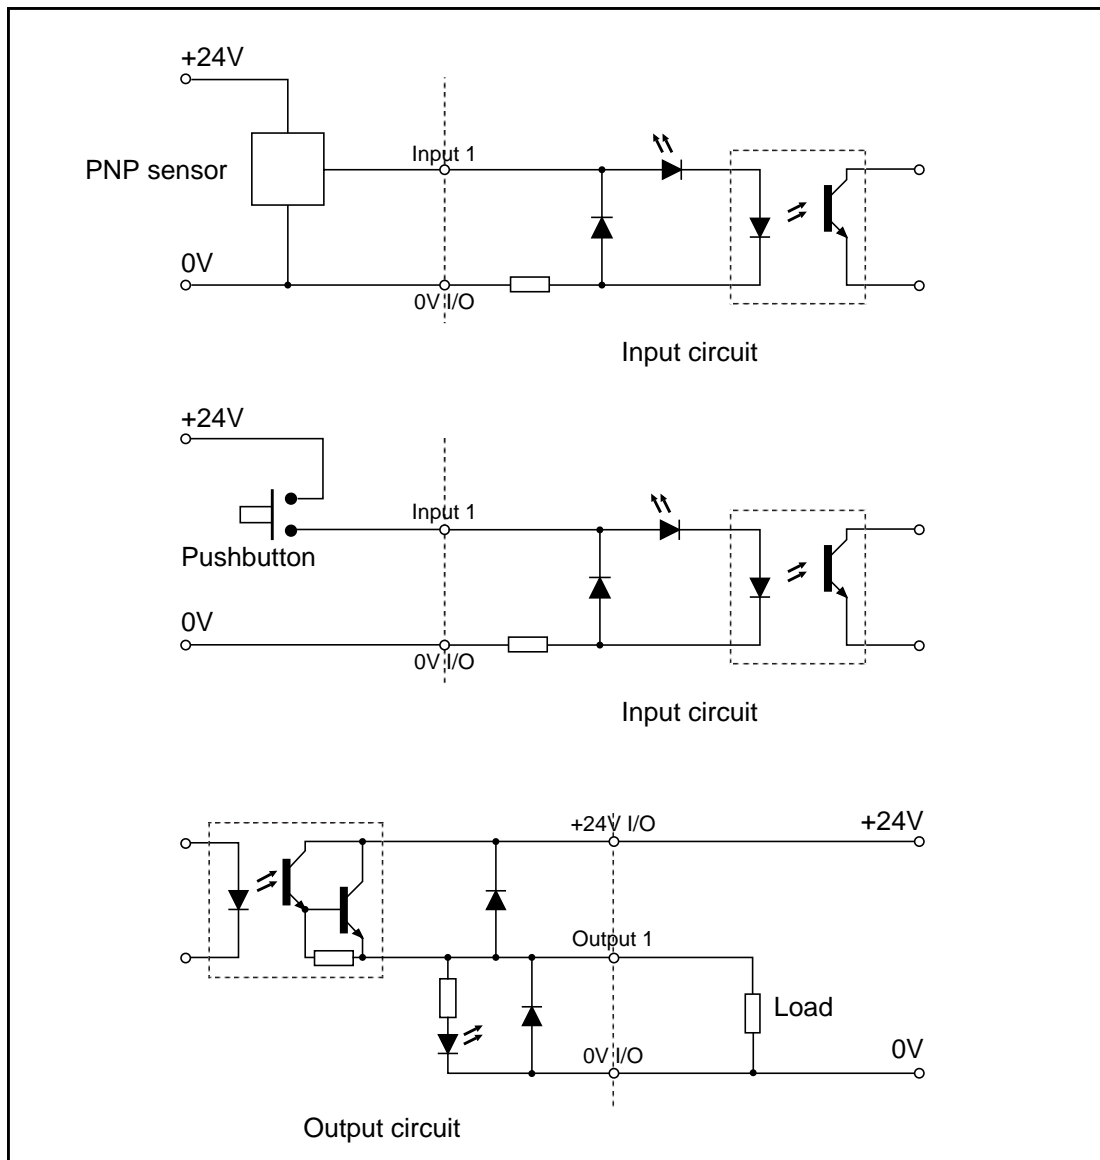 +24V
PNP sensor
Input 1
0V
0V I/O
Input circuit
+24V
Input 1
Pushbutton
0V
0V I/O
Input circuit
+24V I/O
+24V
Output 1
Load
0V I/O
0V
Output circuit